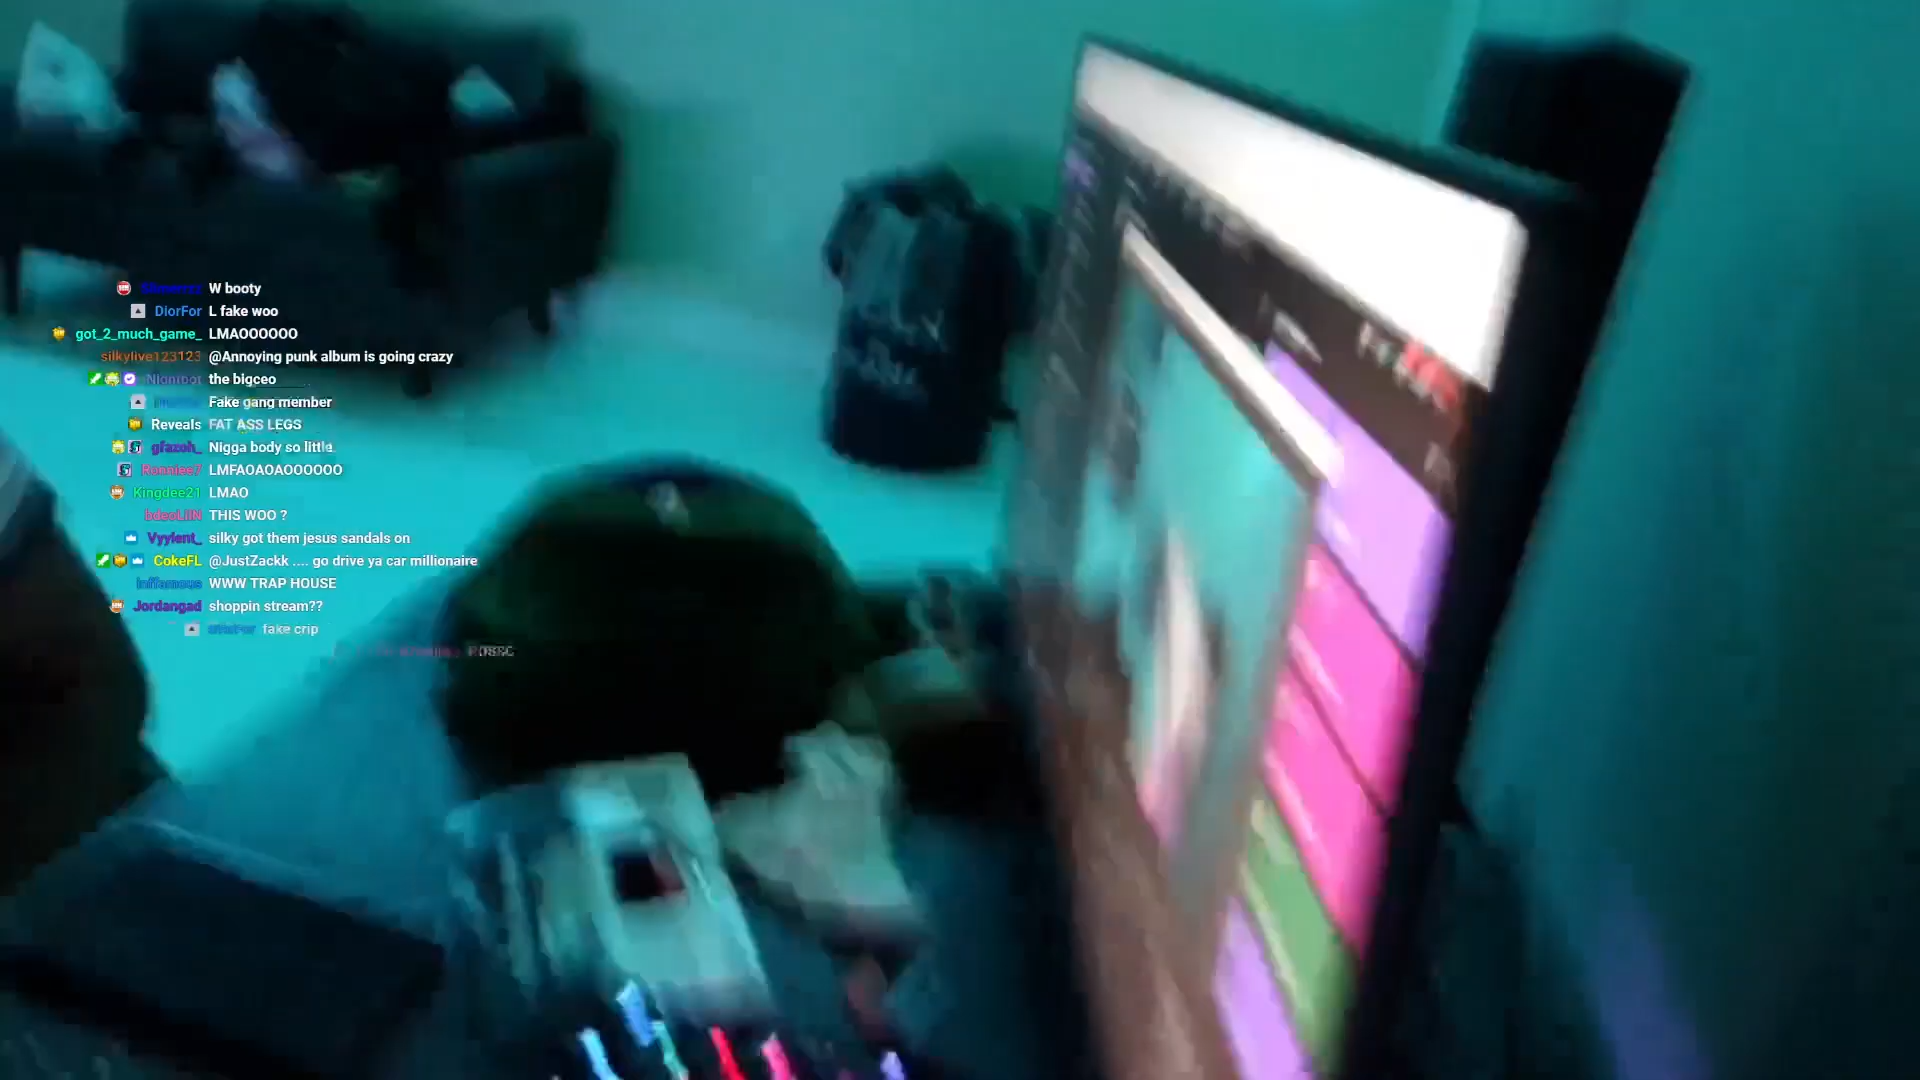 W booty
DiorFor L fake woo
got_2_much_game_ LMAOOOOOO
silkylive123123 @Annoying punk album is going crazy
the bigceo
Fake gang member
Reveals FAT ASS LEGS
gfazoh_ Nigga body so little
Ronniee7 LMFAOAOAOOOOOO
Kingdee21 LMAO
THIS WOO ?
Vyylent_ silky got them jesus sandals on
CokeFL @JustZackk .... go drive ya car millionaire
WWW TRAP HOUSE
Jordangad shoppin stream??
fake crip